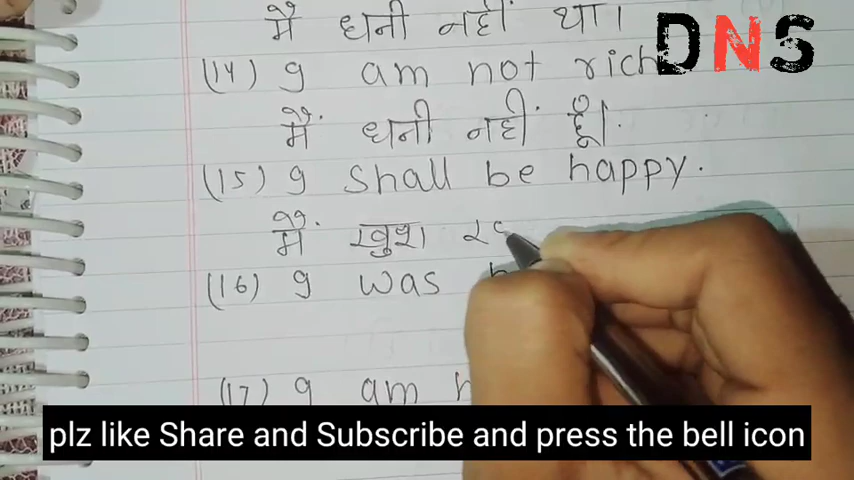 मैं धनी नहीं था।
DNS
(14) I am not rich
मैं धनी नहीं हूँ।
(15) I shall be happy.
मैं खुश
(16) I was
(17) I am
plz like Share and Subscribe and press the bell icon